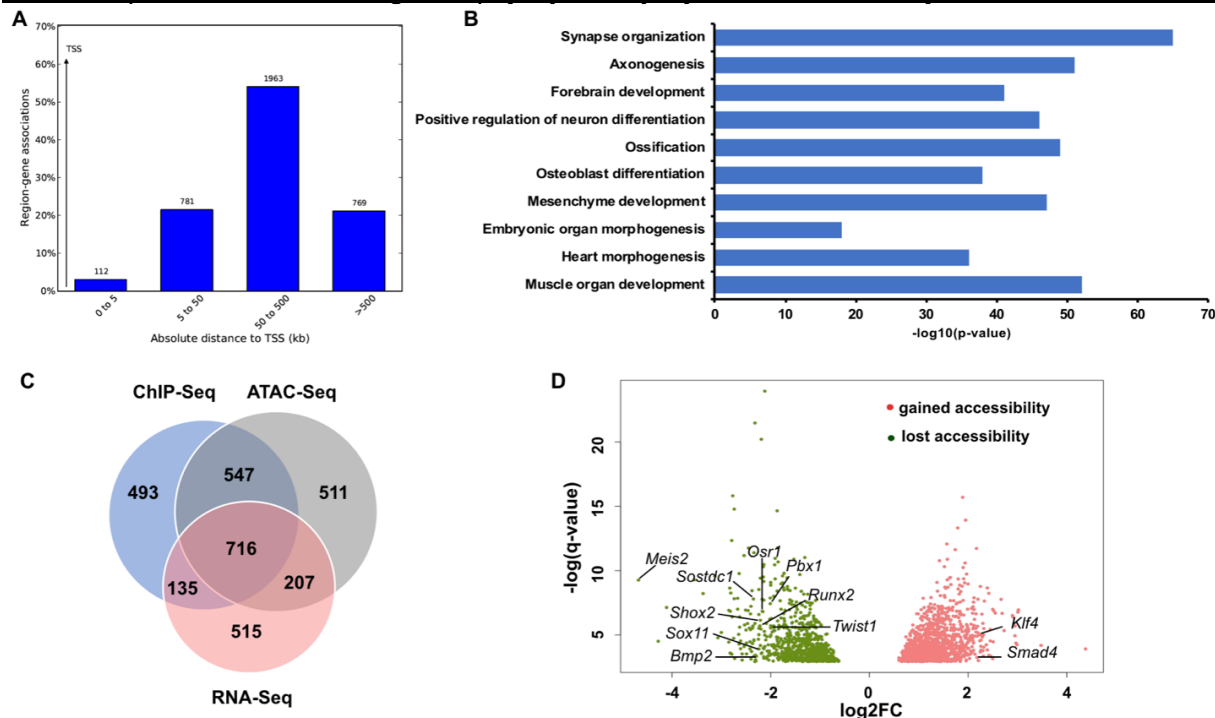 A
70%
60%
50%
40%
30%
20%
10%
0%
Region-gene associations
TSS
112
781
1963
769
0 to 5
5 to 50
50 to 500
>500
Absolute distance to TSS (kb)
B
Synapse organization
Axonogenesis
Forebrain development
Positive regulation of neuron differentiation
Ossification
Osteoblast differentiation
Mesenchyme development
Embryonic organ morphogenesis
Heart morphogenesis
Muscle organ development
0 10 20 30 40 50 60 70
-log10(p-value)
C
ChIP-Seq ATAC-Seq
493
547
511
716
135
207
515
RNA-Seq
D
gained accessibility
lost accessibility
20
15
10
5
-log(q-value)
Meis2
Osr1
Sostdc1
Pbx1
Runx2
Shox2
Twist1
Sox11
Bmp2
Klf4
Smad4
-4 -2 0 2 4
log2FC